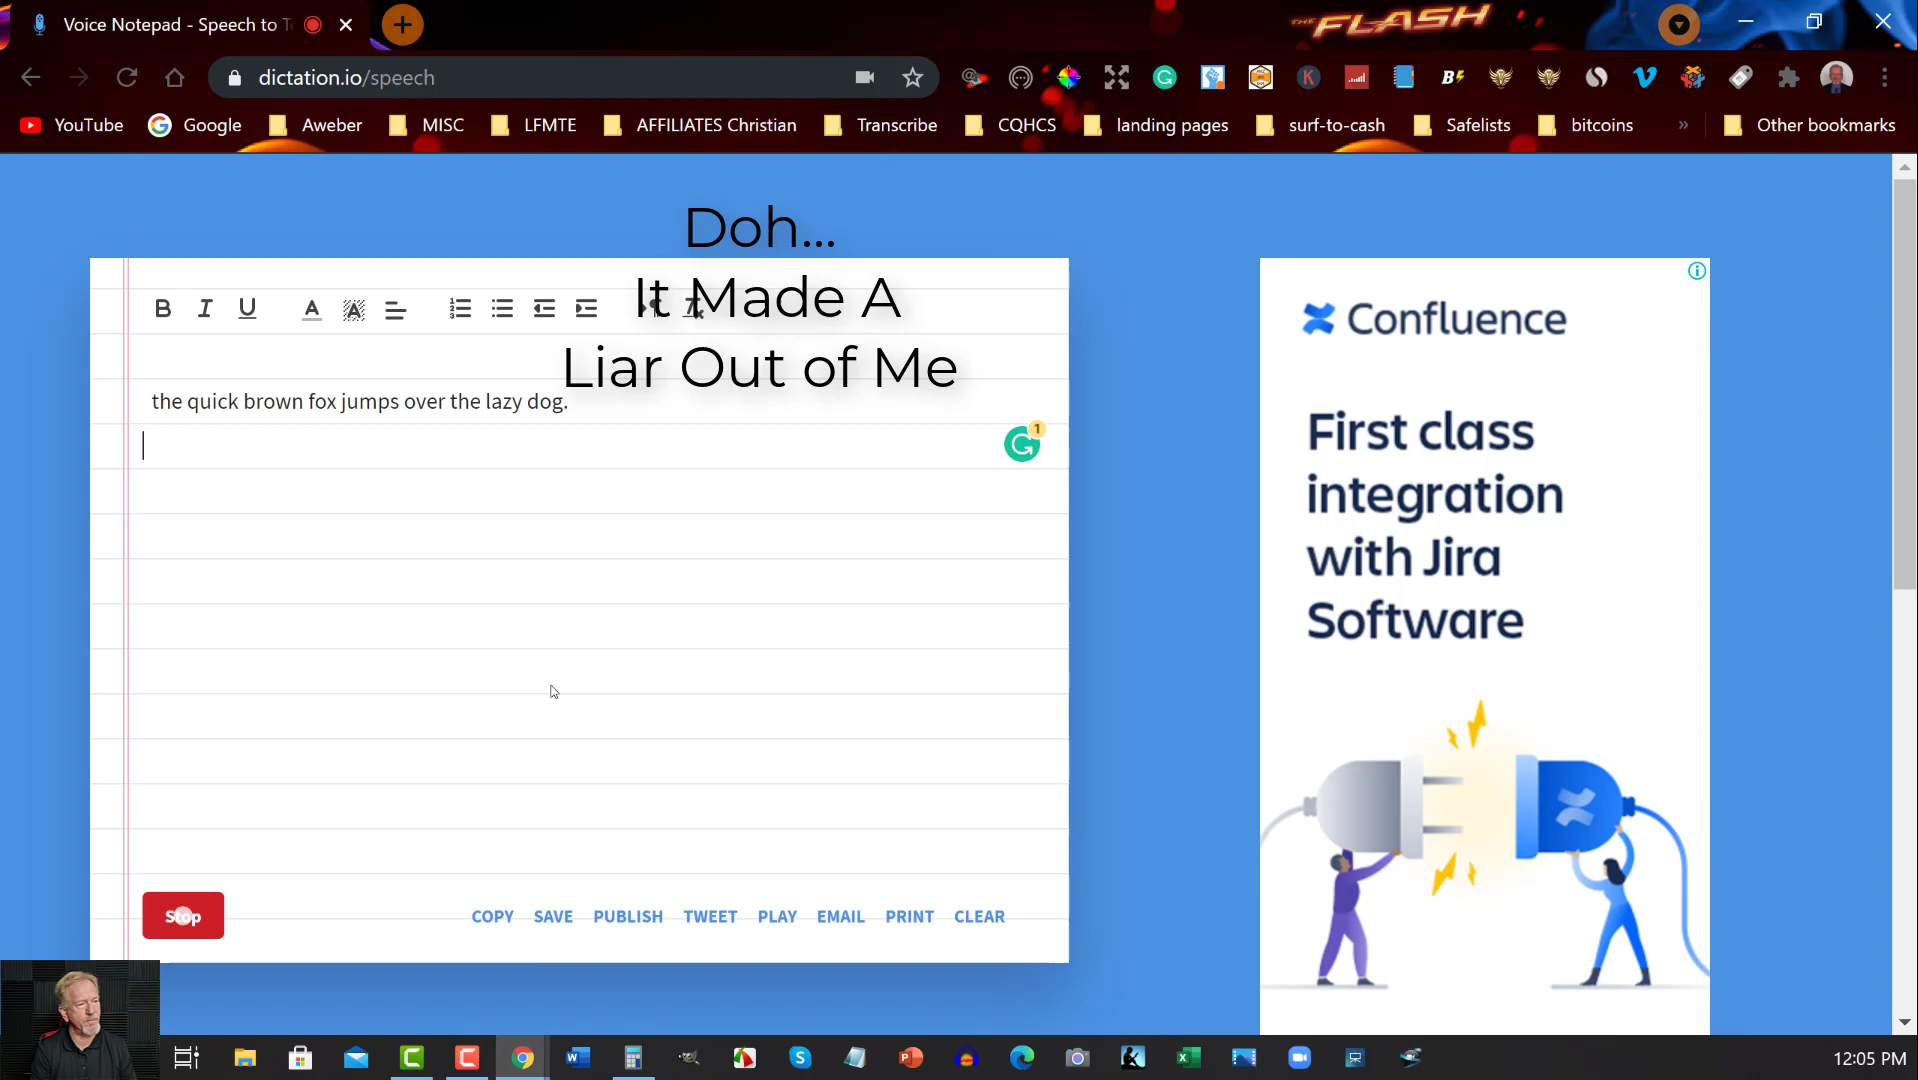 Voice Notepad - Speech to T
THE FLASH
dictation.io/speech
YouTube
Google
Aweber
MISC
LFMTE
AFFILIATES Christian
Transcribe
CQHCS
landing pages
surf-to-cash
Safelists
bitcoins
»
Other bookmarks
Doh...
It Made A
Liar Out of Me
the quick brown fox jumps over the lazy dog.
1
Stop
COPY
SAVE
PUBLISH
TWEET
PLAY
EMAIL
PRINT
CLEAR
Confluence
First class
integration
with Jira
Software
12:05 PM